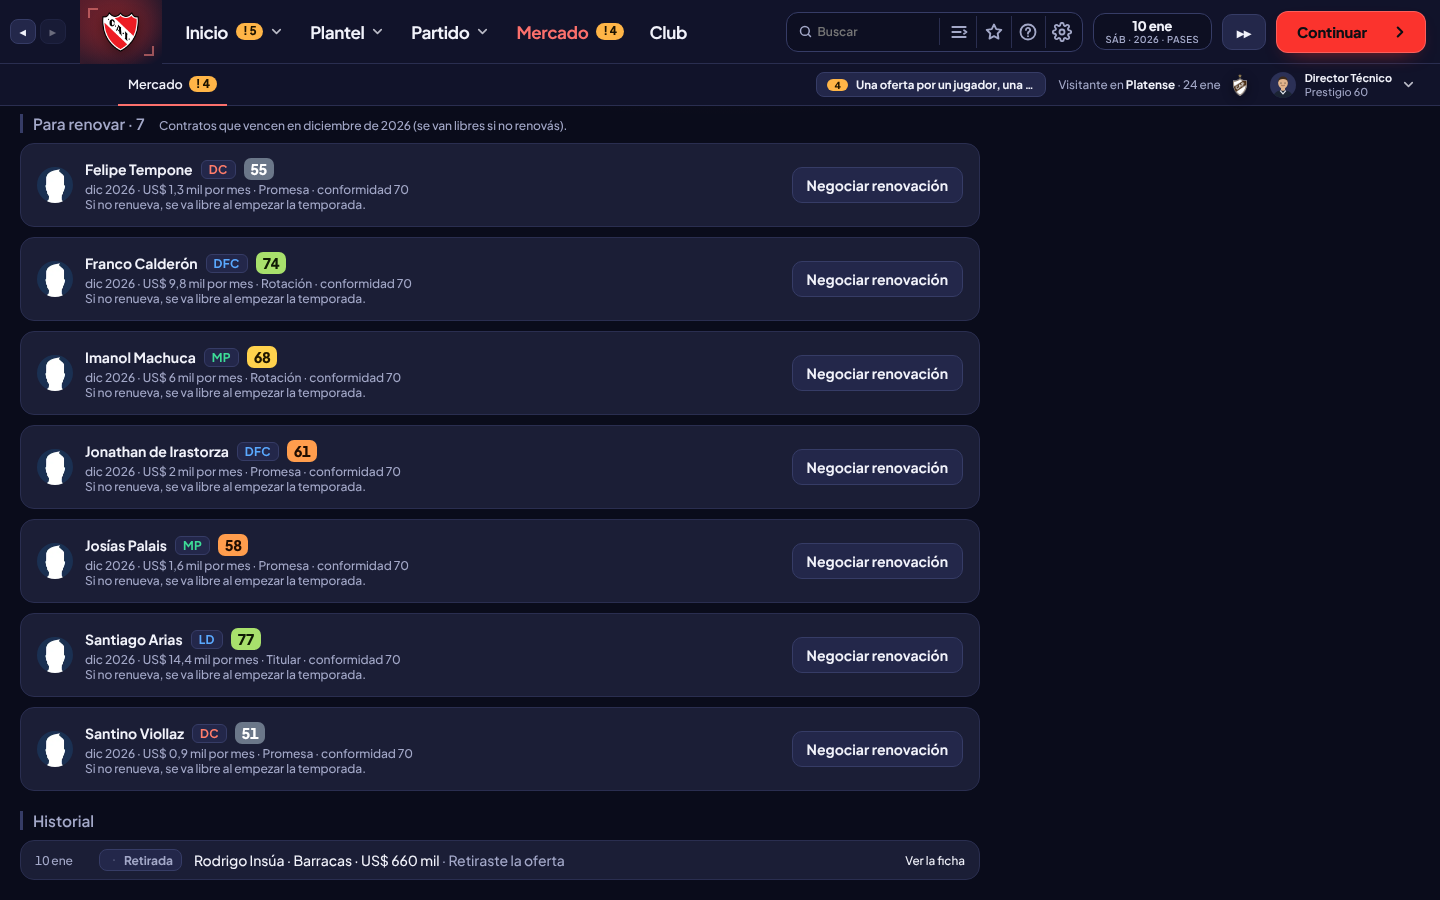 Inicio !5
Plantel
Partido
Mercado !4
Club
Buscar
10 ene
SÁB · 2026 · PASES
Continuar
Mercado !4
4 Una oferta por un jugador, una ...
Visitante en Platense · 24 ene
Director Técnico
Prestigio 60
Para renovar · 7 Contratos que vencen en diciembre de 2026 (se van libres si no renovás).
Felipe Tempone DC 55
dic 2026 · US$ 1,3 mil por mes · Promesa · conformidad 70
Si no renueva, se va libre al empezar la temporada.
Negociar renovación
Franco Calderón DFC 74
dic 2026 · US$ 9,8 mil por mes · Rotación · conformidad 70
Si no renueva, se va libre al empezar la temporada.
Negociar renovación
Imanol Machuca MP 68
dic 2026 · US$ 6 mil por mes · Rotación · conformidad 70
Si no renueva, se va libre al empezar la temporada.
Negociar renovación
Jonathan de Irastorza DFC 61
dic 2026 · US$ 2 mil por mes · Promesa · conformidad 70
Si no renueva, se va libre al empezar la temporada.
Negociar renovación
Josías Palais MP 58
dic 2026 · US$ 1,6 mil por mes · Promesa · conformidad 70
Si no renueva, se va libre al empezar la temporada.
Negociar renovación
Santiago Arias LD 77
dic 2026 · US$ 14,4 mil por mes · Titular · conformidad 70
Si no renueva, se va libre al empezar la temporada.
Negociar renovación
Santino Viollaz DC 51
dic 2026 · US$ 0,9 mil por mes · Promesa · conformidad 70
Si no renueva, se va libre al empezar la temporada.
Negociar renovación
Historial
10 ene · Retirada Rodrigo Insúa · Barracas · US$ 660 mil · Retiraste la oferta Ver la ficha